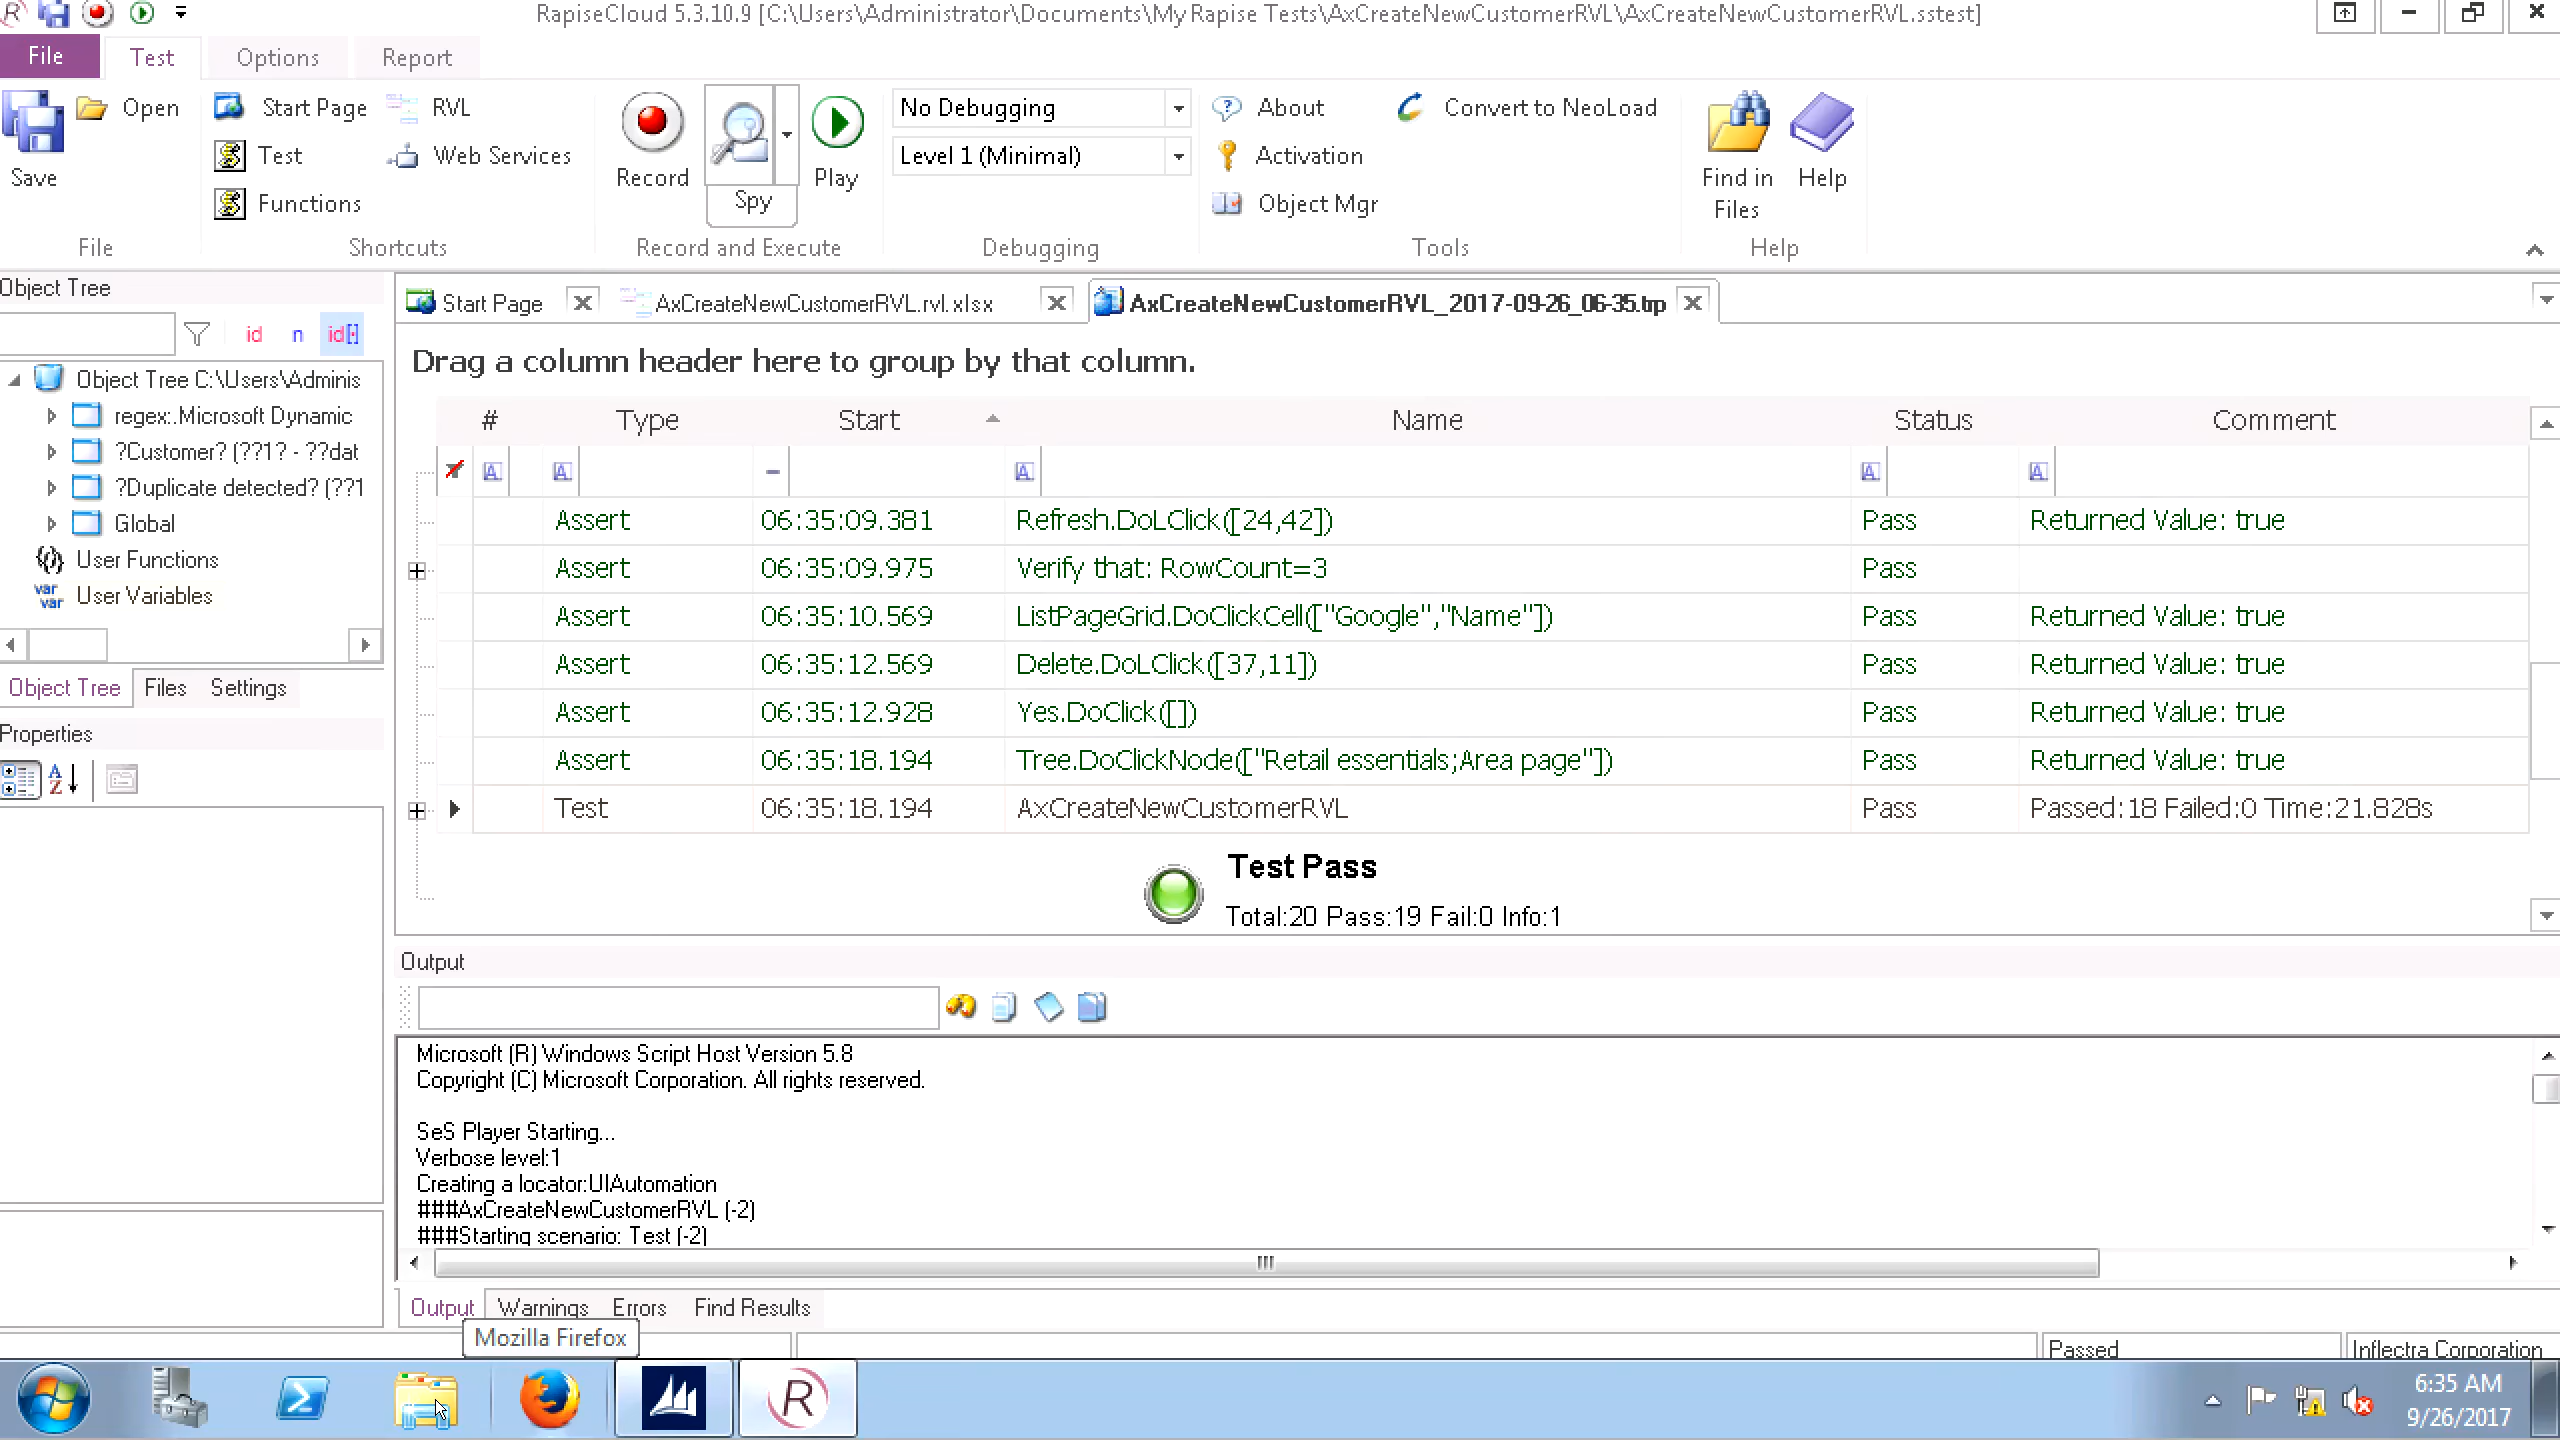 RapiseCloud 5.3.10.9 [C:\Users\Administrator\Documents\My Rapise Tests\AxCreateNewCustomerRVL\AxCreateNewCustomerRVL.sstest]
File Test Options Report
Save Open Start Page RVL Test Web Services Functions
Record Spy Play
No Debugging
Level 1 (Minimal)
About Convert to NeoLoad
Activation
Object Mgr
Find in Files Help
File Shortcuts Record and Execute Debugging Tools Help
Object Tree
id n id[·]
Object Tree C:\Users\Adminis
regex:.Microsoft Dynamic
?Customer? (??1? - ??dat
?Duplicate detected? (??1
Global
User Functions
var var User Variables
Object Tree Files Settings
Properties
Start Page AxCreateNewCustomerRVL.rvl.xlsx AxCreateNewCustomerRVL_2017-09-26_06-35.trp
Drag a column header here to group by that column.
# Type Start Name Status Comment
Assert 06:35:09.381 Refresh.DoLClick([24,42]) Pass Returned Value: true
Assert 06:35:09.975 Verify that: RowCount=3 Pass
Assert 06:35:10.569 ListPageGrid.DoClickCell(["Google","Name"]) Pass Returned Value: true
Assert 06:35:12.569 Delete.DoLClick([37,11]) Pass Returned Value: true
Assert 06:35:12.928 Yes.DoClick([]) Pass Returned Value: true
Assert 06:35:18.194 Tree.DoClickNode(["Retail essentials;Area page"]) Pass Returned Value: true
Test 06:35:18.194 AxCreateNewCustomerRVL Pass Passed:18 Failed:0 Time:21.828s
Test Pass
Total:20 Pass:19 Fail:0 Info:1
Output
Microsoft (R) Windows Script Host Version 5.8
Copyright (C) Microsoft Corporation. All rights reserved.
SeS Player Starting...
Verbose level:1
Creating a locator:UIAutomation
###AxCreateNewCustomerRVL (-2)
###Starting scenario: Test (-2)
Output Warnings Errors Find Results
Mozilla Firefox
Passed Inflectra Corporation
6:35 AM
9/26/2017